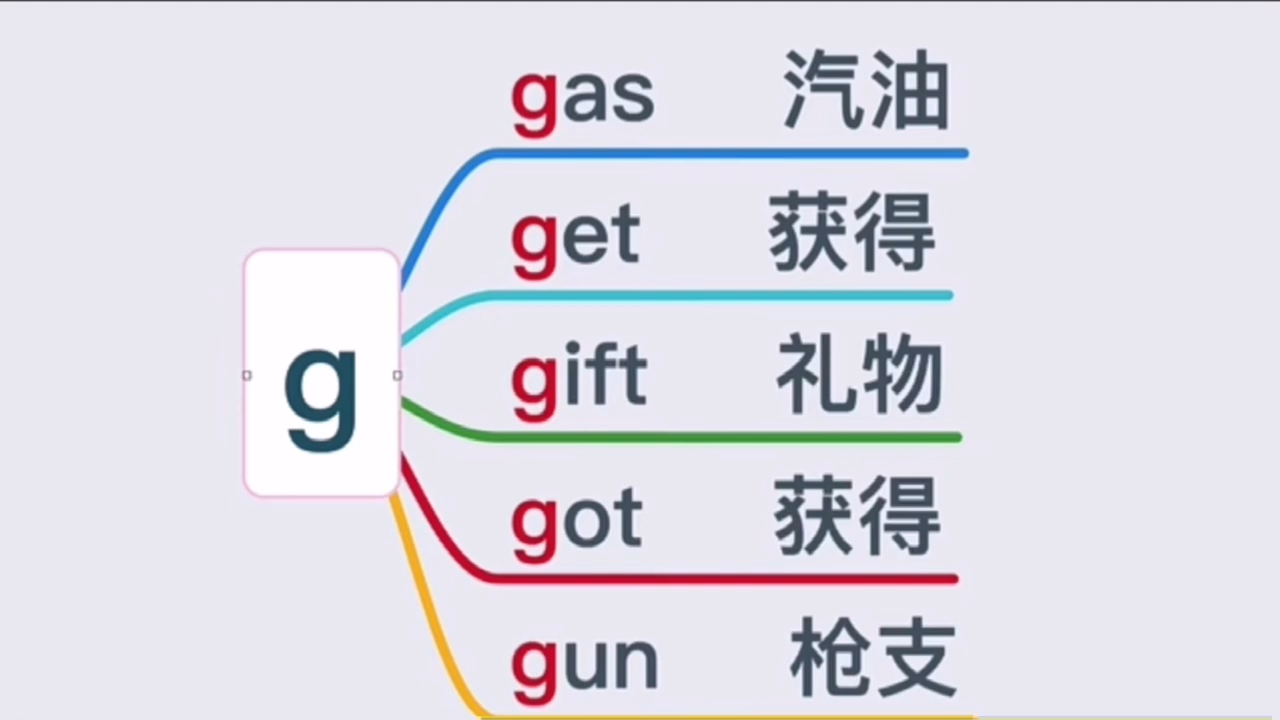 gas 汽油
get 获得
g
gift 礼物
got 获得
gun 枪支